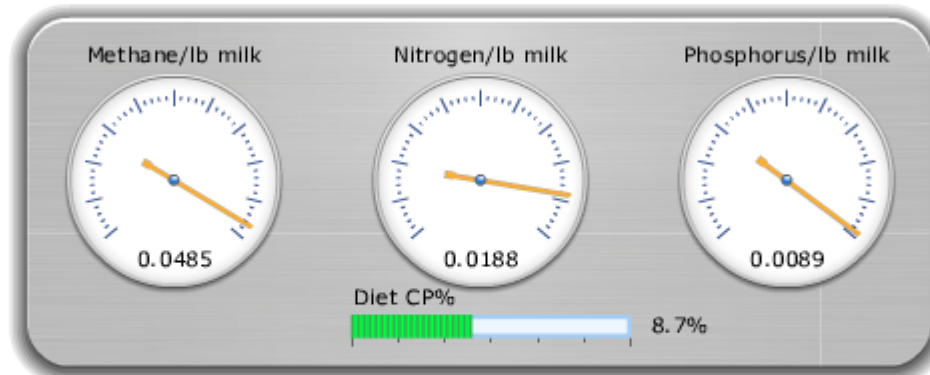 Methane/lb milk
Nitrogen/lb milk
Phosphorus/lb milk
0.0485
0.0188
0.0089
Diet CP%
8.7%